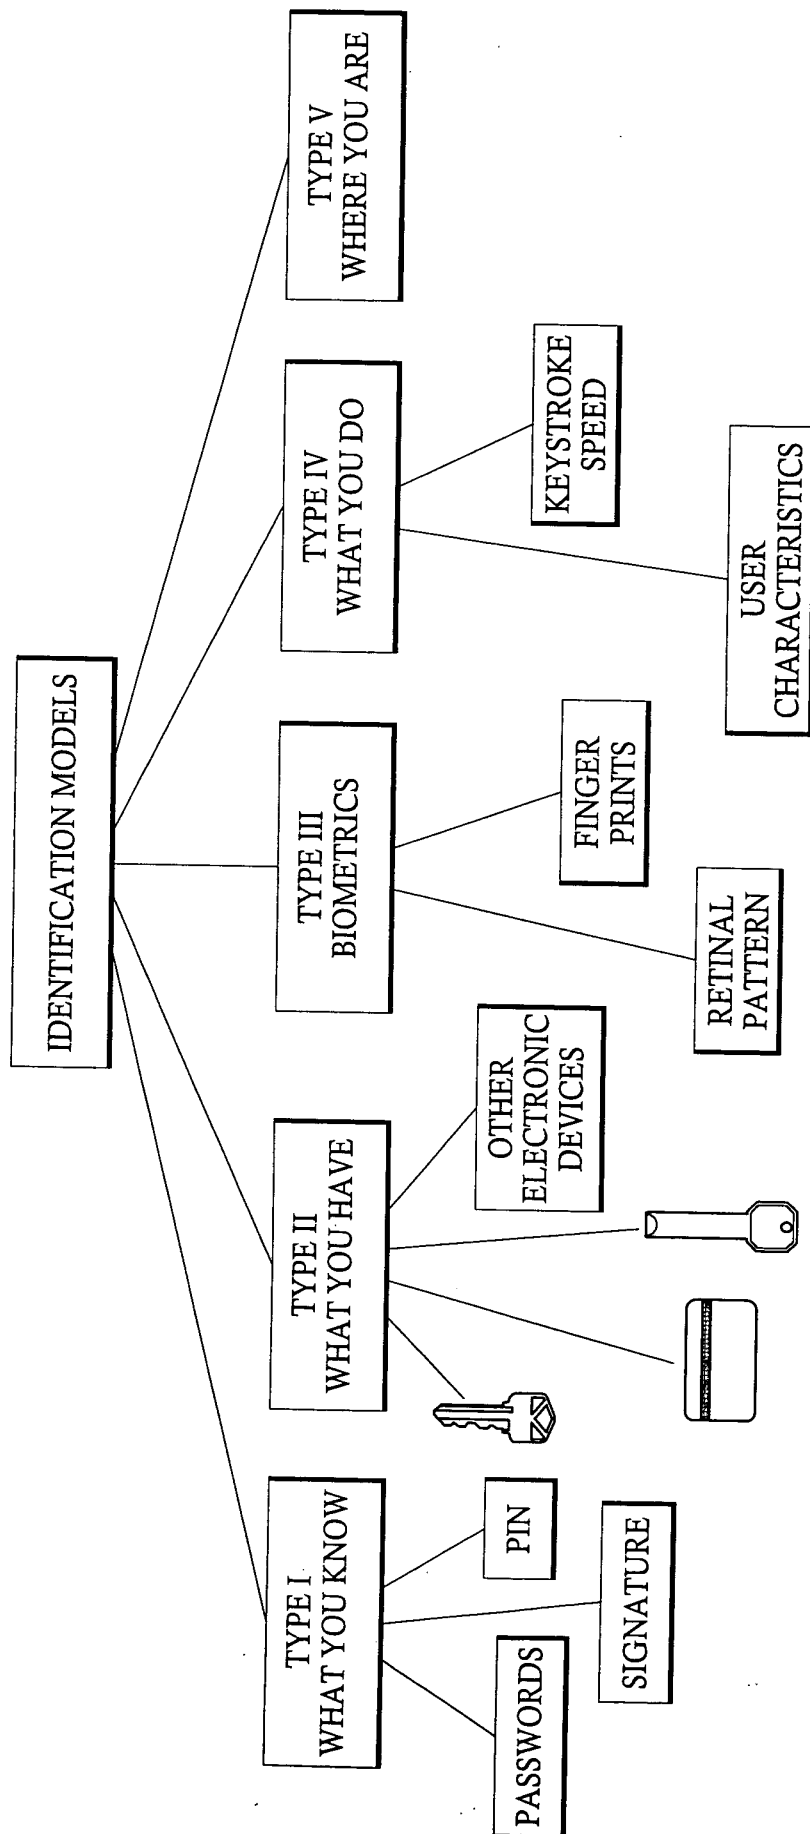 IDENTIFICATION MODELS
TYPE I
WHAT YOU KNOW
TYPE II
WHAT YOU HAVE
TYPE III
BIOMETRICS
TYPE IV
WHAT YOU DO
TYPE V
WHERE YOU ARE
PASSWORDS
SIGNATURE
PIN
OTHER
ELECTRONIC
DEVICES
RETINAL
PATTERN
FINGER
PRINTS
USER
CHARACTERISTICS
KEYSTROKE
SPEED